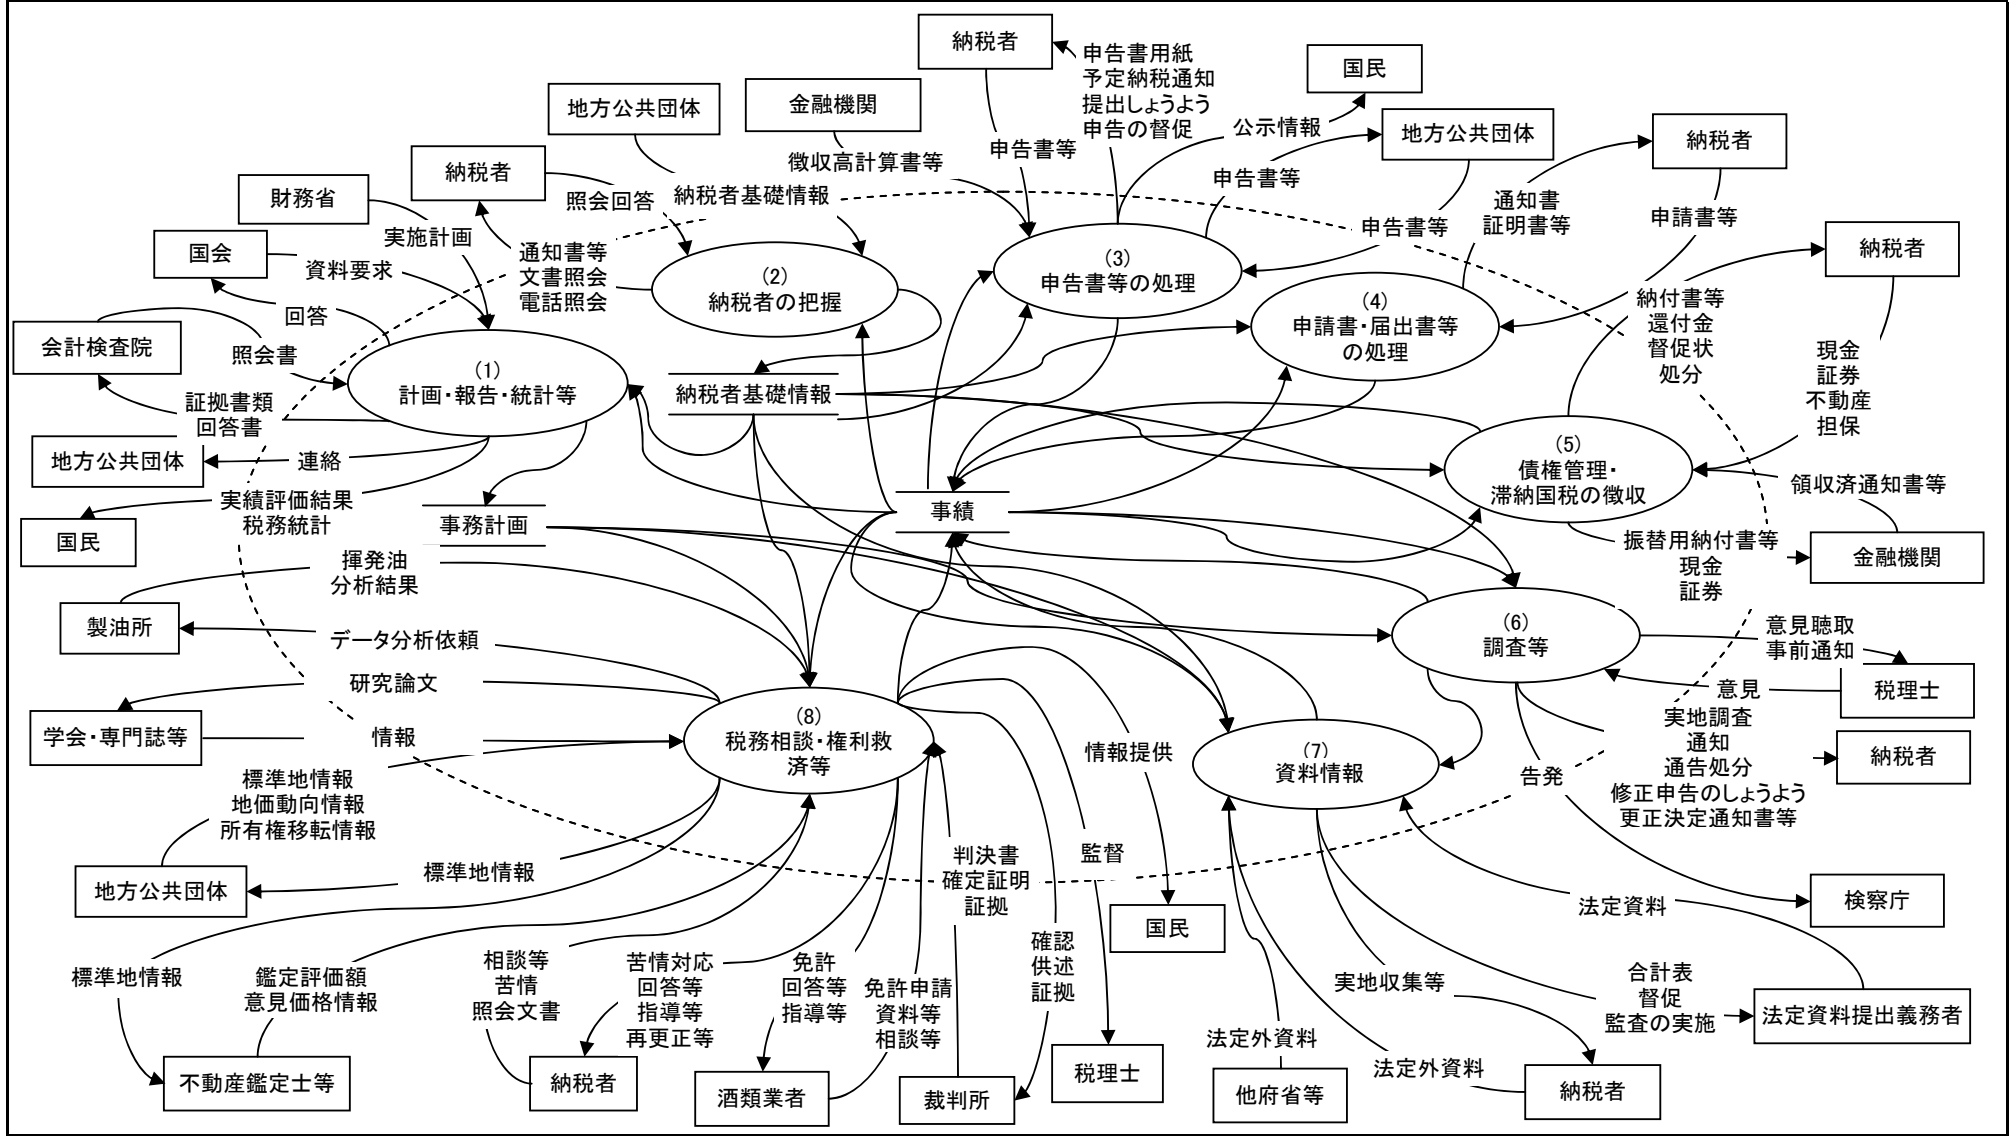 納税者
申告書用紙
予定納税通知
提出しょうよう
申告の督促
国民
地方公共団体
金融機関
公示情報
地方公共団体
納税者
申告書等
徴収高計算書等
納税者
照会回答
納税者基礎情報
申告書等
通知書
証明書等
申請書等
財務省
実施計画
申告書等
国会
資料要求
通知書等
文書照会
電話照会
(2)
納税者の把握
(3)
申告書等の処理
(4)
申請書・届出書等
の処理
納税者
納付書等
還付金
督促状
処分
回答
会計検査院
照会書
(1)
計画・報告・統計等
納税者基礎情報
現金
証券
不動産
担保
証拠書類
回答書
地方公共団体
連絡
(5)
債権管理・
滞納国税の徴収
領収済通知書等
実績評価結果
税務統計
事務計画
事績
国民
振替用納付書等
現金
証券
金融機関
揮発油
分析結果
製油所
データ分析依頼
(6)
調査等
意見聴取
事前通知
税理士
意見
研究論文
学会・専門誌等
情報
(8)
税務相談・権利救
済等
情報提供
(7)
資料情報
実地調査
通知
通告処分
修正申告のしょうよう
更正決定通知書等
納税者
告発
標準地情報
地価動向情報
所有権移転情報
地方公共団体
標準地情報
判決書
確定証明
証拠
監督
国民
検察庁
法定資料
標準地情報
鑑定評価額
意見価格情報
相談等
苦情
照会文書
苦情対応
回答等
指導等
再更正等
免許
回答等
指導等
免許申請
資料等
相談等
確認
供述
証拠
実地収集等
合計表
督促
監査の実施
法定資料提出義務者
法定外資料
法定外資料
不動産鑑定士等
納税者
酒類業者
裁判所
税理士
他府省等
納税者